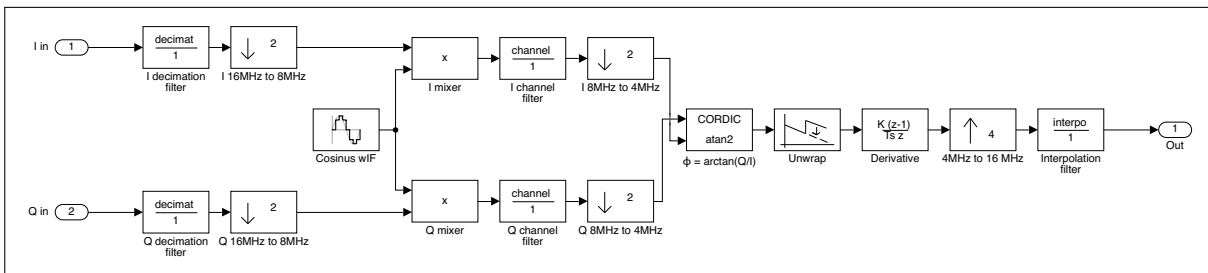 I in
1
decimat
1
I decimation
filter
2
I 16MHz to 8MHz
x
I mixer
channel
1
I channel
filter
2
I 8MHz to 4MHz
Cosinus wIF
CORDIC
atan2
ϕ = arctan(Q/I)
Unwrap
K (z-1)
Ts z
Derivative
4
4MHz to 16 MHz
interpo
1
Interpolation
filter
1
Out
Q in
2
decimat
1
Q decimation
filter
2
Q 16MHz to 8MHz
x
Q mixer
channel
1
Q channel
filter
2
Q 8MHz to 4MHz